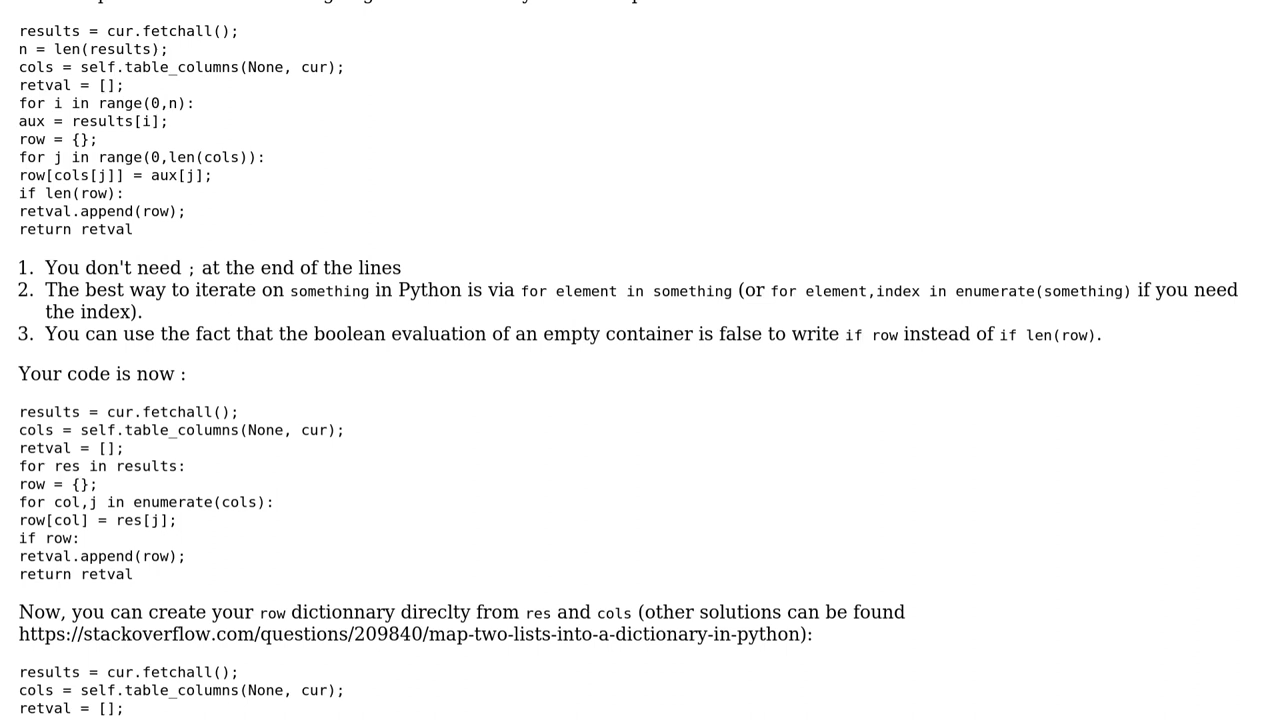 results = cur.fetchall();
n = len(results);
cols = self.table_columns(None, cur);
retval = [];
for i in range(0,n):
aux = results[i];
row = {};
for j in range(0,len(cols)):
row[cols[j]] = aux[j];
if len(row):
retval.append(row);
return retval
1. You don't need ; at the end of the lines
2. The best way to iterate on something in Python is via for element in something (or for element,index in enumerate(something) if you need
the index).
3. You can use the fact that the boolean evaluation of an empty container is false to write if row instead of if len(row).
Your code is now :
results = cur.fetchall();
cols = self.table_columns(None, cur);
retval = [];
for res in results:
row = {};
for col,j in enumerate(cols):
row[col] = res[j];
if row:
retval.append(row);
return retval
Now, you can create your row dictionnary direclty from res and cols (other solutions can be found
https://stackoverflow.com/questions/209840/map-two-lists-into-a-dictionary-in-python):
results = cur.fetchall();
cols = self.table_columns(None, cur);
retval = [];